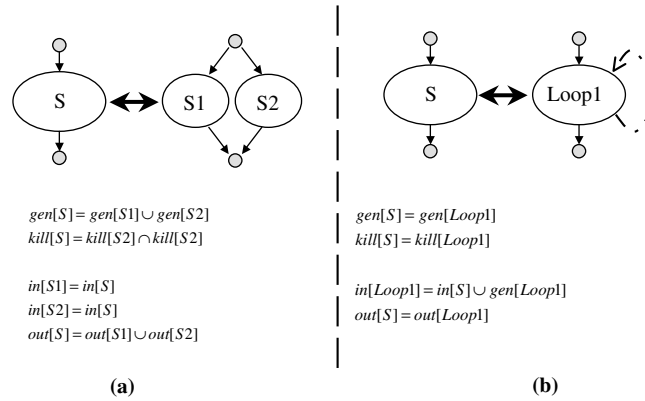 S
S1
S2
gen[S] = gen[S1] ∪ gen[S2]
kill[S] = kill[S2] ∩ kill[S2]
in[S1] = in[S]
in[S2] = in[S]
out[S] = out[S1] ∪ out[S2]
(a)
S
Loop1
gen[S] = gen[Loop1]
kill[S] = kill[Loop1]
in[Loop1] = in[S] ∪ gen[Loop1]
out[S] = out[Loop1]
(b)